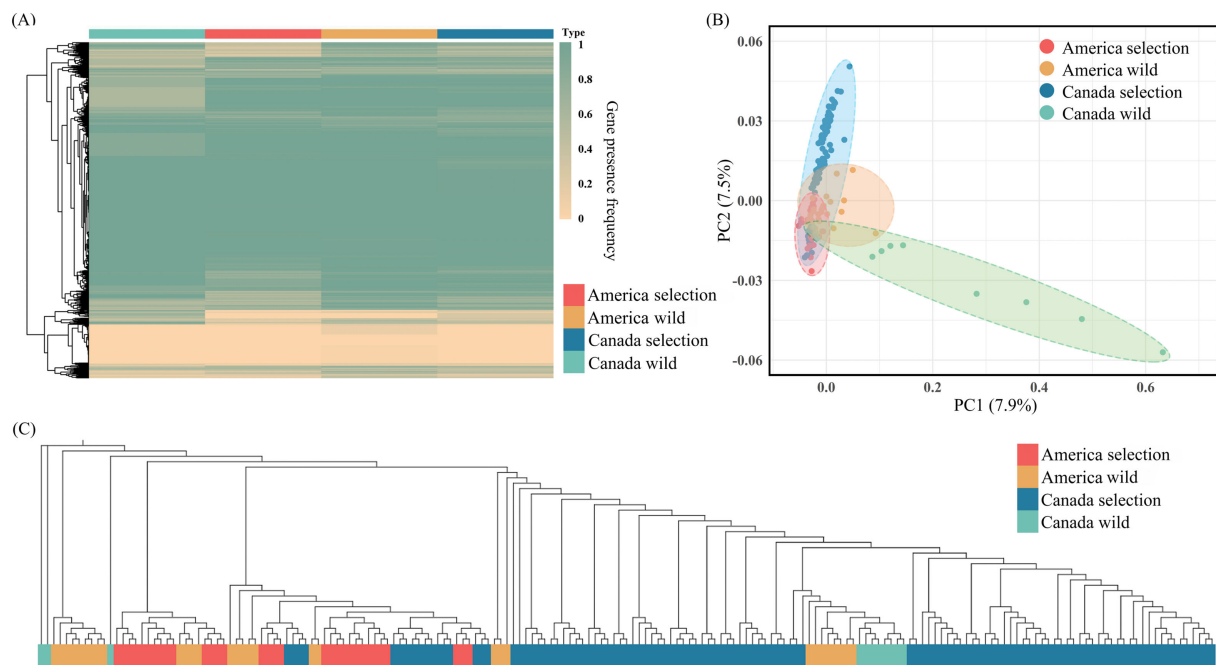 (A)
Type
1
0.8
0.6
0.4
0.2
0
Gene presence frequency
America selection
America wild
Canada selection
Canada wild
(B)
0.06
0.03
0.00
-0.03
-0.06
PC2 (7.5%)
0.0
0.2
0.4
0.6
PC1 (7.9%)
America selection
America wild
Canada selection
Canada wild
(C)
America selection
America wild
Canada selection
Canada wild